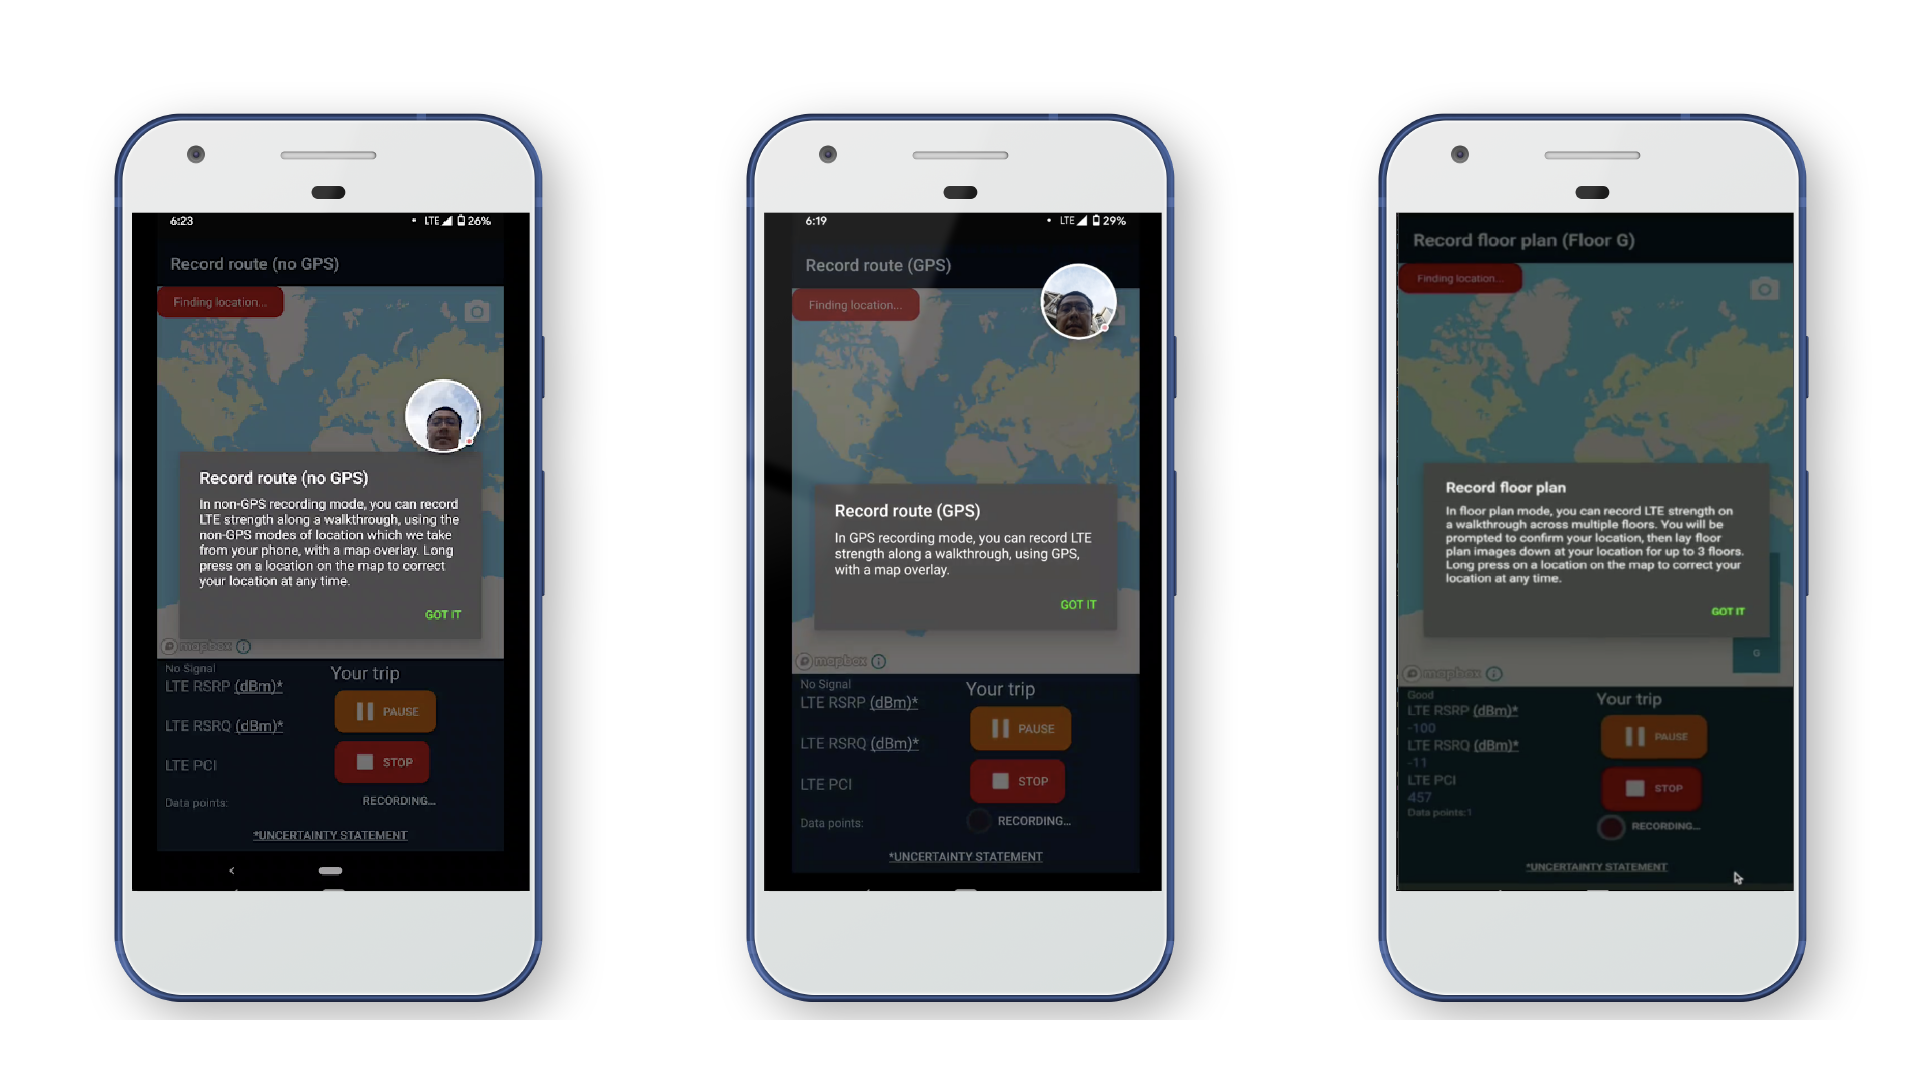 6:23
LTE 26%
Record route (no GPS)
Finding location...
Record route (no GPS)
In non-GPS recording mode, you can record
LTE strength along a walkthrough, using the
non-GPS modes of location which we take
from your phone, with a map overlay. Long
press on a location on the map to correct
your location at any time.
GOT IT
mapbox
No Signal
LTE RSRP (dBm)*
LTE RSRQ (dBm)*
LTE PCI
Data points:
Your trip
PAUSE
STOP
RECORDING...
*UNCERTAINTY STATEMENT
6:19
LTE 29%
Record route (GPS)
Finding location...
Record route (GPS)
In GPS recording mode, you can record LTE
strength along a walkthrough, using GPS,
with a map overlay.
GOT IT
mapbox
No Signal
LTE RSRP (dBm)*
LTE RSRQ (dBm)*
LTE PCI
Data points:
Your trip
PAUSE
STOP
RECORDING...
*UNCERTAINTY STATEMENT
Record floor plan (Floor G)
Finding location...
Record floor plan
In floor plan mode, you can record LTE strength on
a walkthrough across multiple floors. You will be
prompted to confirm your location, then lay floor
plan images down at your location for up to 3 floors.
Long press on a location on the map to correct your
location at any time.
GOT IT
G
mapbox
Good
LTE RSRP (dBm)*
-100
LTE RSRQ (dBm)*
-11
LTE PCI
457
Data points:1
Your trip
PAUSE
STOP
RECORDING...
*UNCERTAINTY STATEMENT